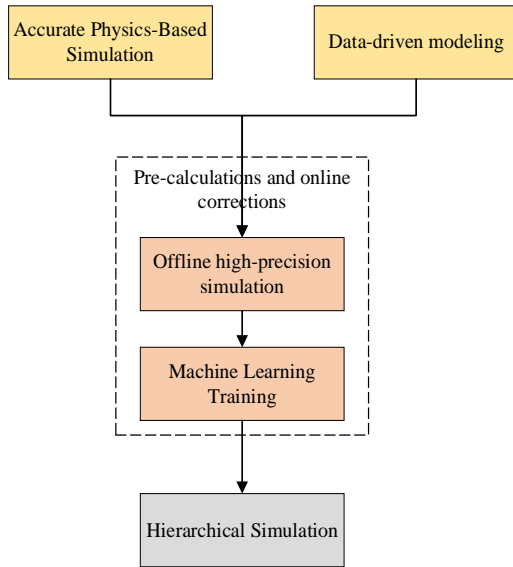 Accurate Physics-Based
Simulation
Data-driven modeling
Pre-calculations and online
corrections
Offline high-precision
simulation
Machine Learning
Training
Hierarchical Simulation